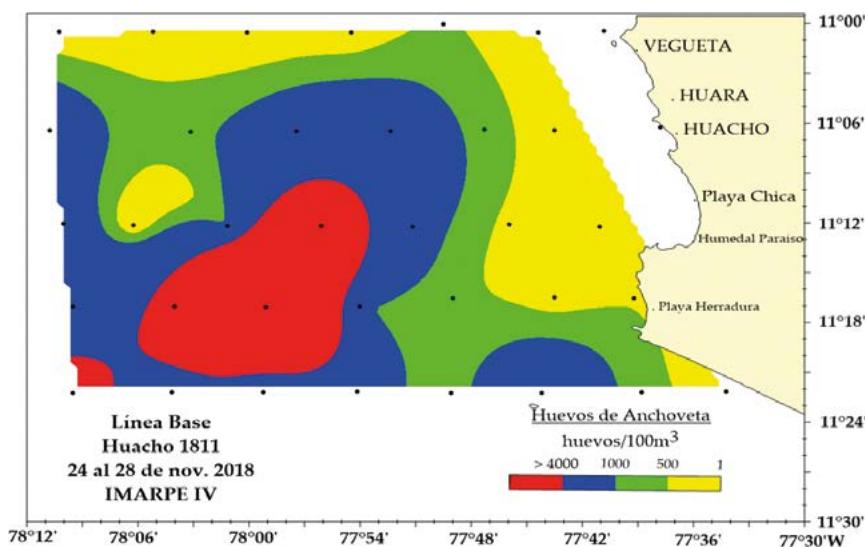 11°00'
VEGUETA
HUARA
11°06'
HUACHO
Playa Chica
11°12'
Humedal Paraiso
Playa Herradura
11°18'
Línea Base
Huacho 1811
24 al 28 de nov. 2018
IMARPE IV
Huevos de Anchoveta
huevos/100m³
> 4000 1000 500 1
11°24'
11°30'
78°12' 78°06' 78°00' 77°54' 77°48' 77°42' 77°36' 77°30'W